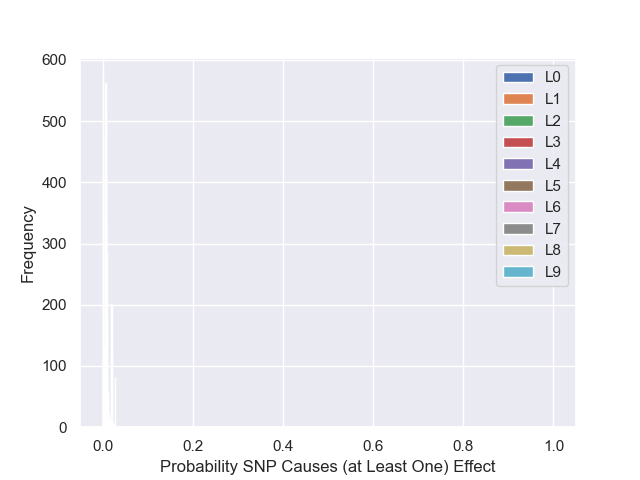 600
500
400
300
200
100
0
Frequency
0.0 0.2 0.4 0.6 0.8 1.0
Probability SNP Causes (at Least One) Effect
L0
L1
L2
L3
L4
L5
L6
L7
L8
L9